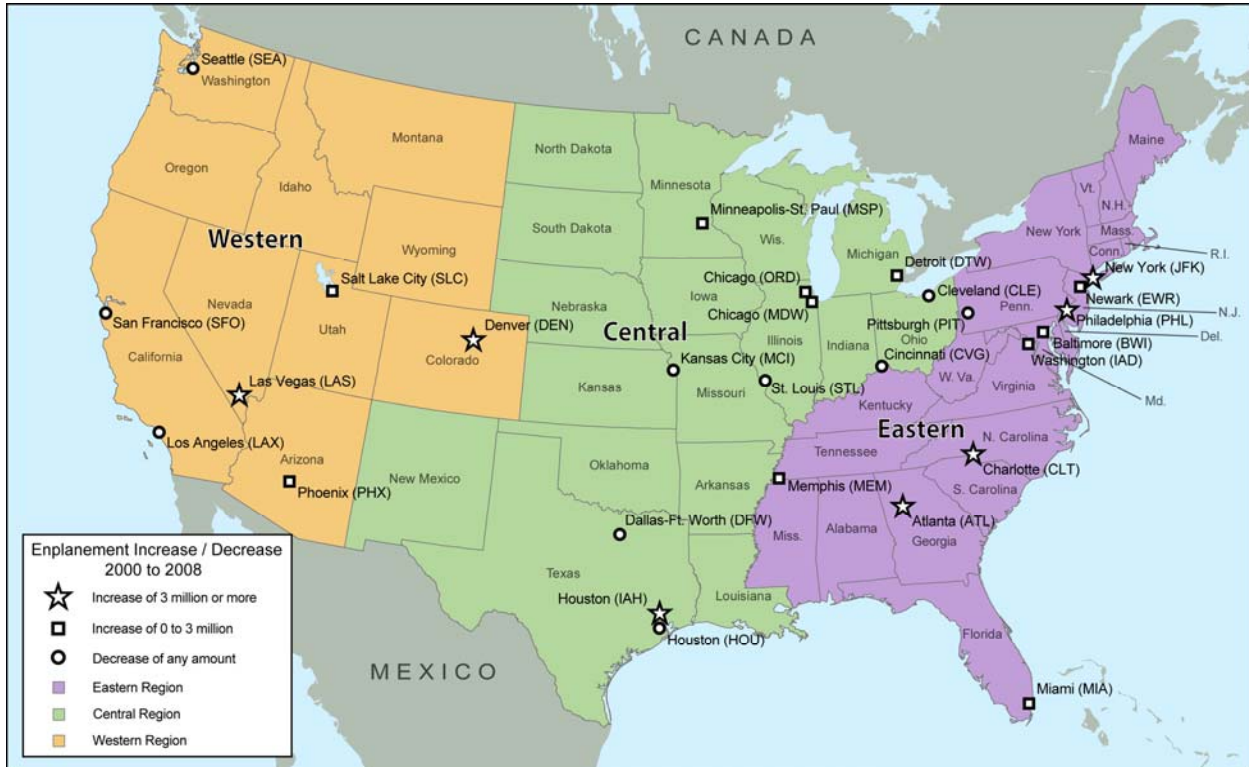 CANADA
Seattle (SEA)
Washington
Montana
Oregon
Idaho
Wyoming
Western
Salt Lake City (SLC)
Nevada
Utah
San Francisco (SFO)
California
Denver (DEN)
Colorado
Las Vegas (LAS)
Los Angeles (LAX)
Arizona
Phoenix (PHX)
North Dakota
Minnesota
Minneapolis-St. Paul (MSP)
South Dakota
Wis.
Michigan
Detroit (DTW)
Chicago (ORD)
Chicago (MDW)
Cleveland (CLE)
Nebraska
Iowa
Central
Illinois
Indiana
Ohio
Kansas City (MCI)
Kansas
Missouri
St. Louis (STL)
Cincinnati (CVG)
New Mexico
Oklahoma
Arkansas
Dallas-Ft. Worth (DFW)
Texas
Houston (IAH)
Houston (HOU)
Louisiana
Maine
Vt.
N.H.
New York
Mass.
Conn.
R.I.
New York (JFK)
Newark (EWR)
Penn.
Philadelphia (PHL)
N.J.
Pittsburgh (PIT)
Baltimore (BWI)
Del.
Washington (IAD)
W. Va.
Virginia
Md.
Kentucky
Eastern
Tennessee
N. Carolina
Charlotte (CLT)
Memphis (MEM)
S. Carolina
Atlanta (ATL)
Miss.
Alabama
Georgia
Florida
Miami (MIA)
MEXICO
Enplanement Increase / Decrease
2000 to 2008
Increase of 3 million or more
Increase of 0 to 3 million
Decrease of any amount
Eastern Region
Central Region
Western Region